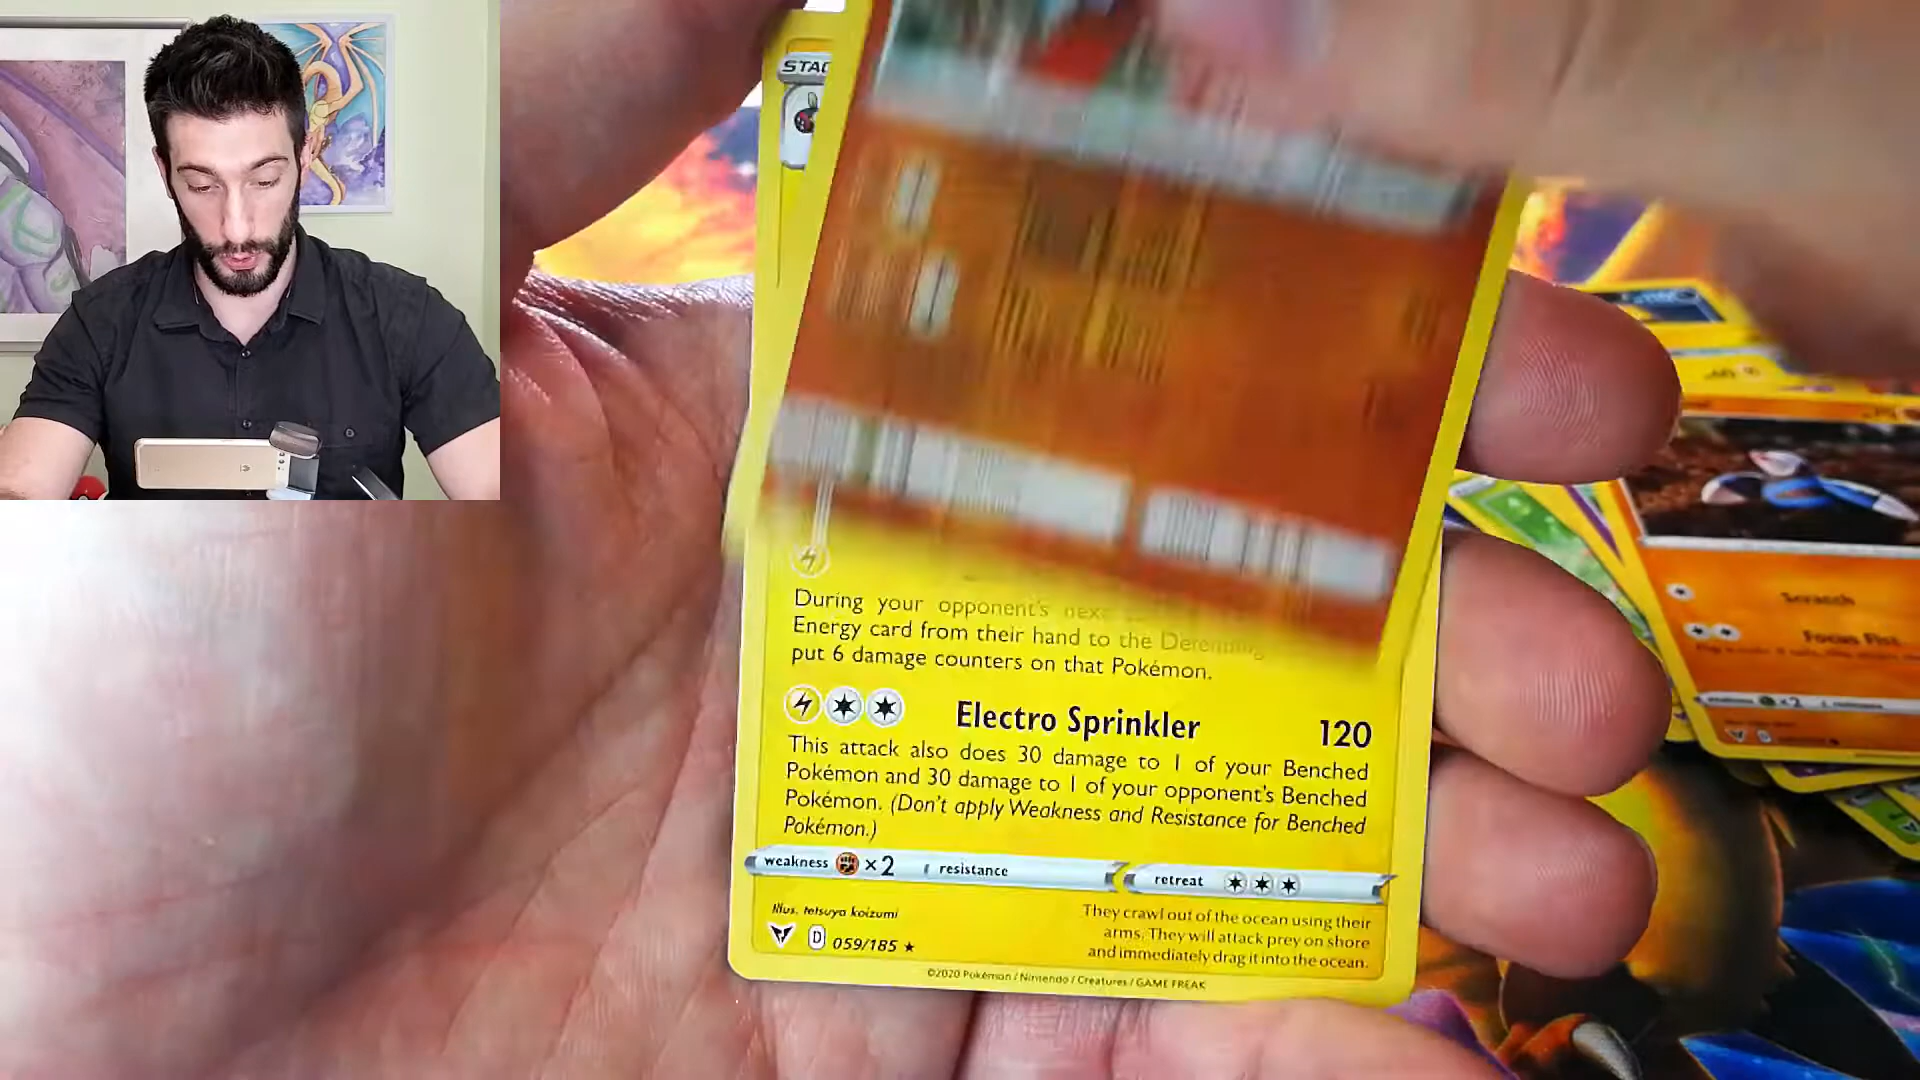 STAG
During your opponent's next
Energy card from their hand to the Defending
put 6 damage counters on that Pokémon.
Electro Sprinkler 120
This attack also does 30 damage to 1 of your Benched
Pokémon and 30 damage to 1 of your opponent's Benched
Pokémon. (Don't apply Weakness and Resistance for Benched
Pokémon.)
weakness ×2 resistance retreat
Illus. tetsuya koizumi
D 059/185
They crawl out of the ocean using their
arms. They will attack prey on shore
and immediately drag it into the ocean.
©2020 Pokémon / Nintendo / Creatures / GAME FREAK
Scratch
Focus Fist
×2